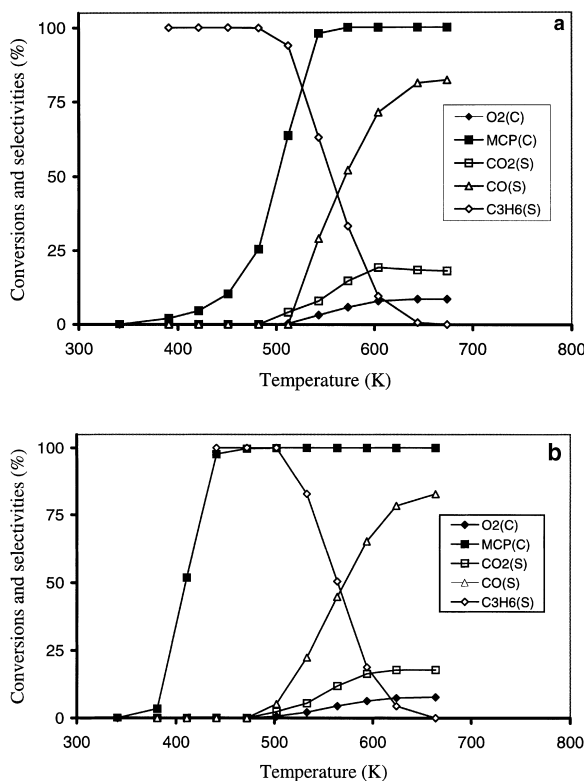 a
100
75
50
25
0
Conversions and selectivities (%)
O2(C)
MCP(C)
CO2(S)
CO(S)
C3H6(S)
300 400 500 600 700 800
Temperature (K)
b
100
75
50
25
0
Conversions and selectivities (%)
O2(C)
MCP(C)
CO2(S)
CO(S)
C3H6(S)
300 400 500 600 700 800
Temperature (K)